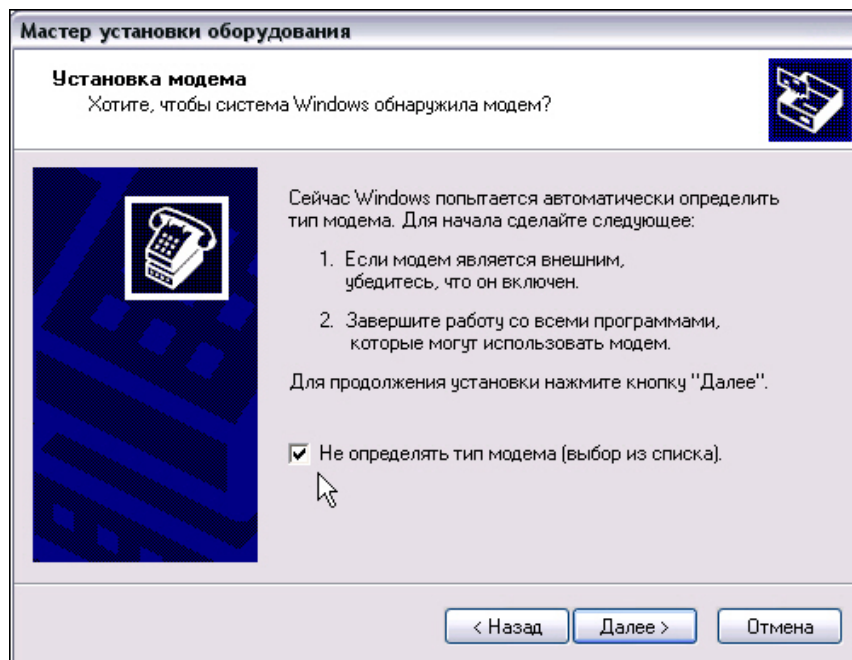 Мастер установки оборудования
Установка модема
Хотите, чтобы система Windows обнаружила модем?
Сейчас Windows попытается автоматически определить
тип модема. Для начала сделайте следующее:
1. Если модем является внешним,
убедитесь, что он включен.
2. Завершите работу со всеми программами,
которые могут использовать модем.
Для продолжения установки нажмите кнопку "Далее".
Не определять тип модема (выбор из списка).
< Назад
Далее >
Отмена